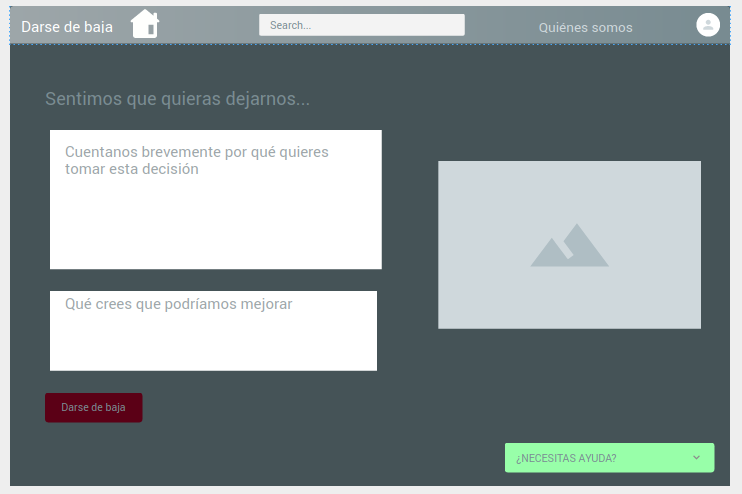 Darse de baja
Search...
Quiénes somos
Sentimos que quieras dejarnos...
Cuentanos brevemente por qué quieres
tomar esta decisión
Qué crees que podríamos mejorar
Darse de baja
¿NECESITAS AYUDA?